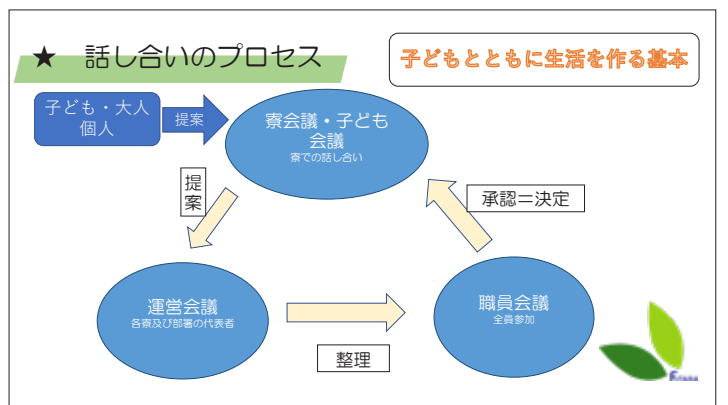 ★ 話し合いのプロセス
子どもとともに生活を作る基本
子ども・大人
個人
提案
寮会議・子ども
会議
寮での話し合い
提
案
承認＝決定
運営会議
各寮及び部署の代表者
職員会議
全員参加
整理